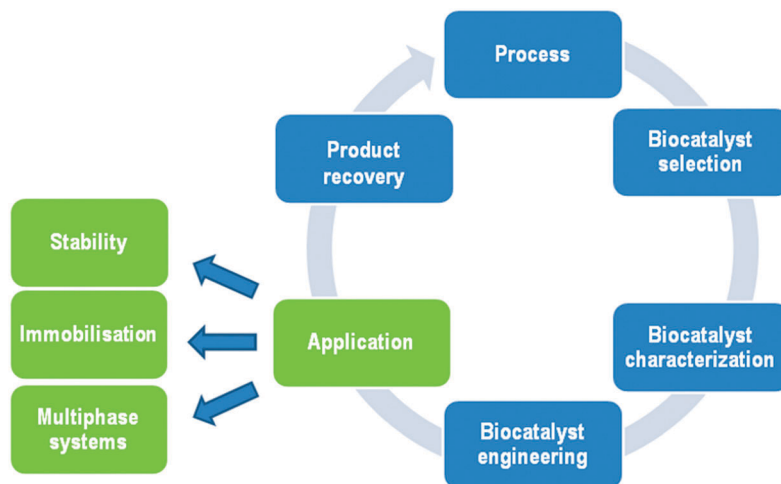 Process
Biocatalyst
selection
Biocatalyst
characterization
Biocatalyst
engineering
Application
Product
recovery
Stability
Immobilisation
Multiphase
systems